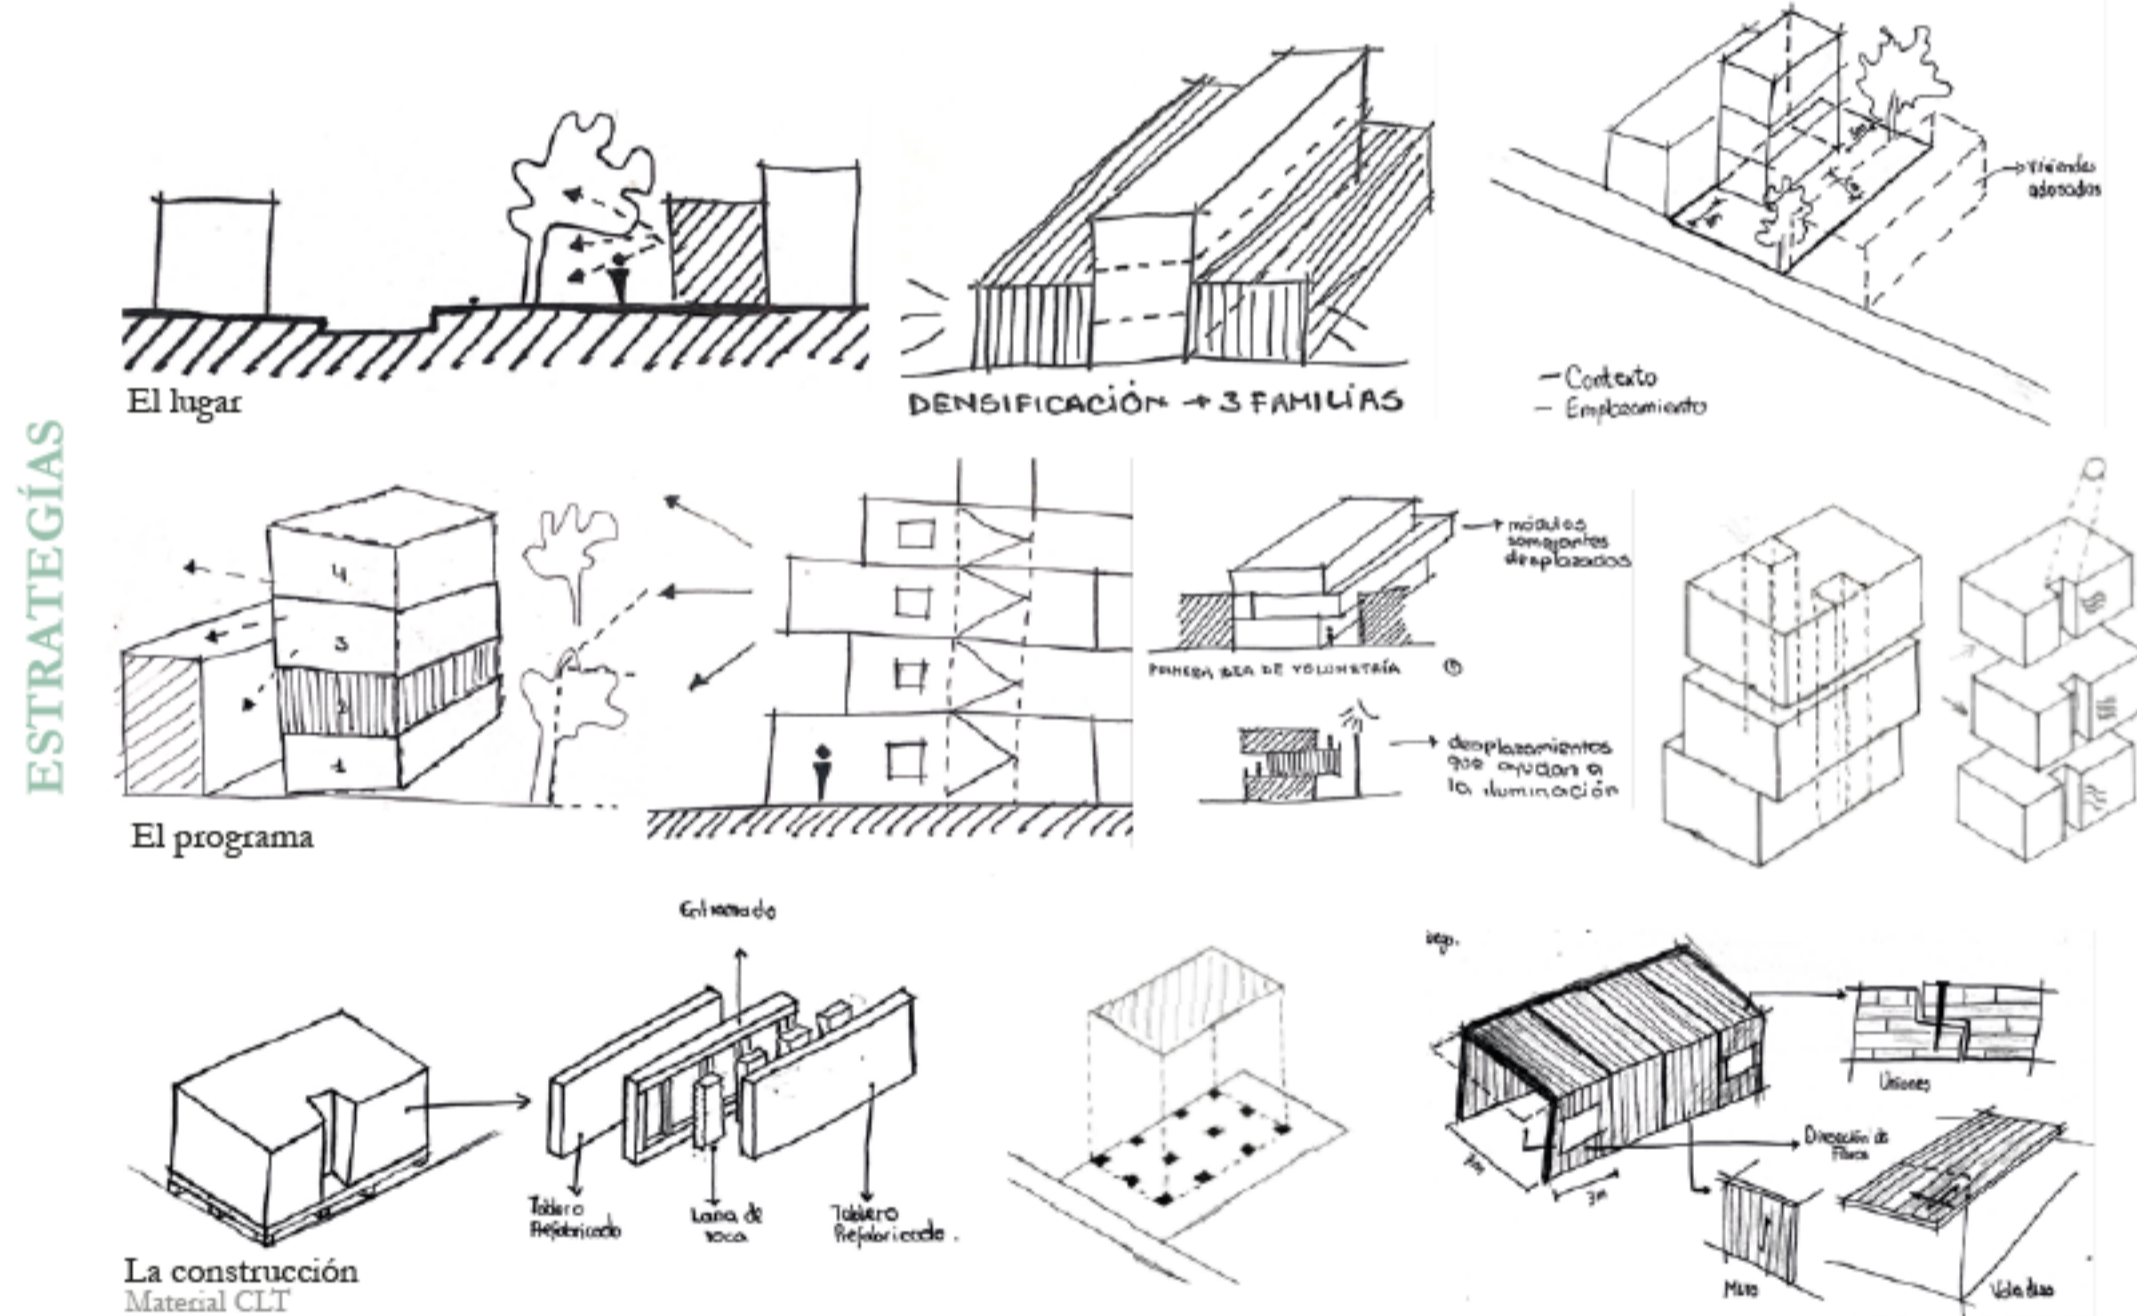 ESTRATEGÍAS
El lugar
DENSIFICACIÓN → 3 FAMILIAS
viviendas
adosadas
— Contexto
— Emplazamiento
4
3
2
1
El programa
módulos
semejantes
desplazados
PRIMERA IDEA DE VOLUMETRÍA
desplazamientos
que ayudan a
la iluminación
Entramado
Tablero
Prefabricado
Lana de
roca
Tablero
Prefabricado.
La construcción
Material CLT
Uniones
Dirección de
3m
Muro